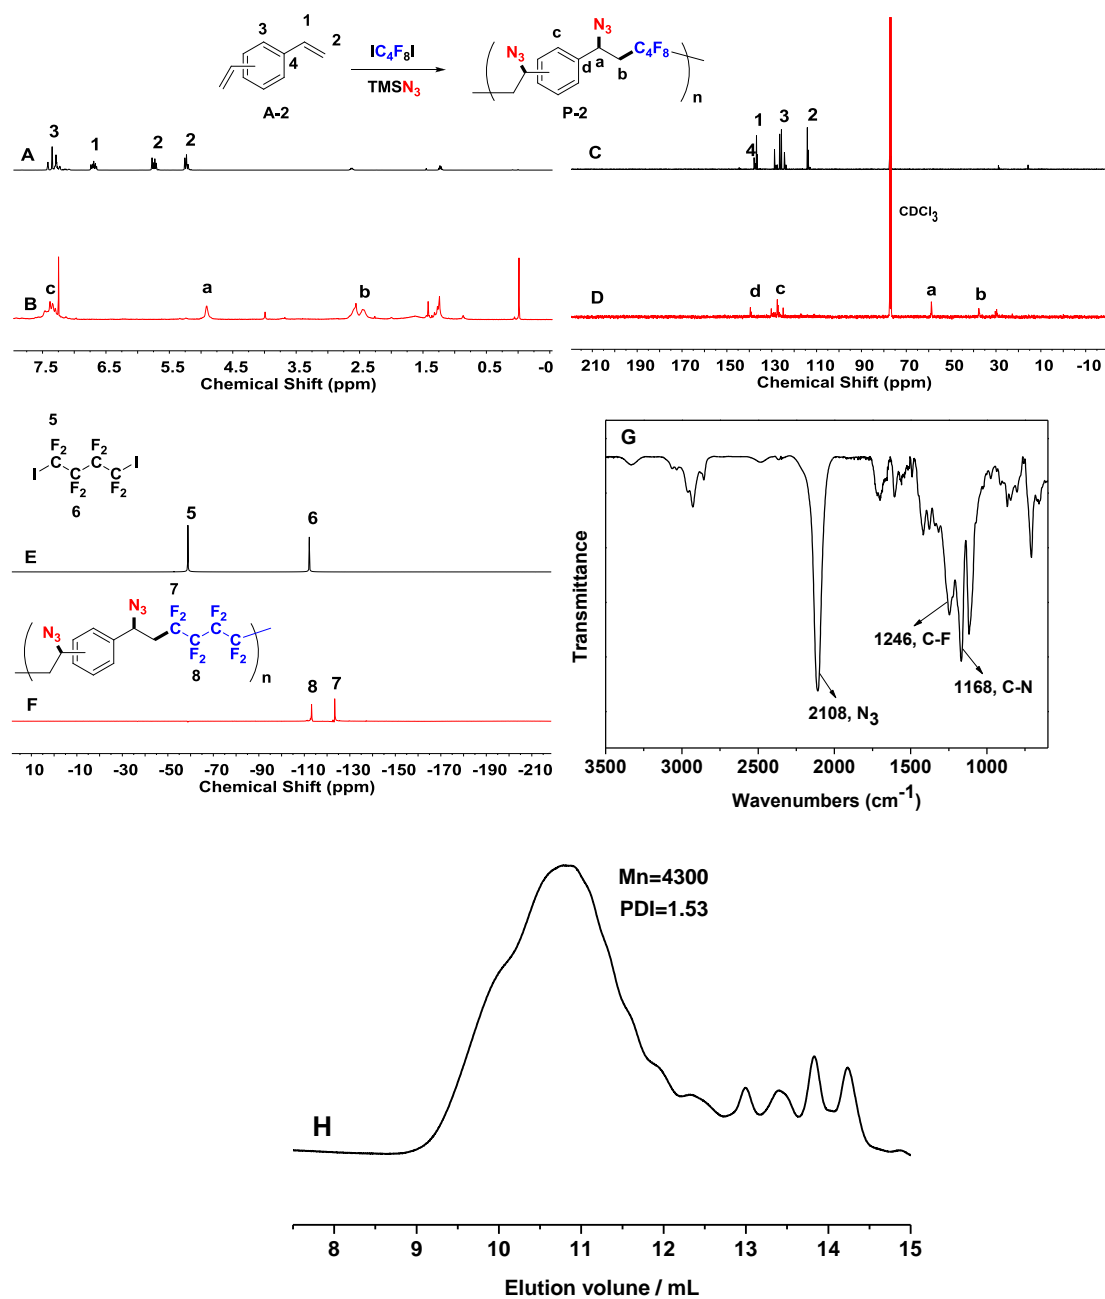 1
3
2
4
A-2
IC4F8I
TMSN3
N3
N3
c
C4F8
a
d
b
n
P-2
A
3
1
2
2
B
c
a
b
7.5 6.5 5.5 4.5 3.5 2.5 1.5 0.5 -0
Chemical Shift (ppm)
C
4
1
3
2
CDCl3
D
d
c
a
b
210 190 170 150 130 110 90 70 50 30 10 -10
Chemical Shift (ppm)
5
F2 F2
I C C I
C C
F2 F2
6
E
5
6
7
N3
N3
F2 F2
C C
C C
F2 F2
8
n
F
8
7
10 -10 -30 -50 -70 -90 -110 -130 -150 -170 -190 -210
Chemical Shift (ppm)
G
Transmittance
1246, C-F
1168, C-N
2108, N3
3500 3000 2500 2000 1500 1000
Wavenumbers (cm-1)
Mn=4300
PDI=1.53
H
8 9 10 11 12 13 14 15
Elution volume / mL